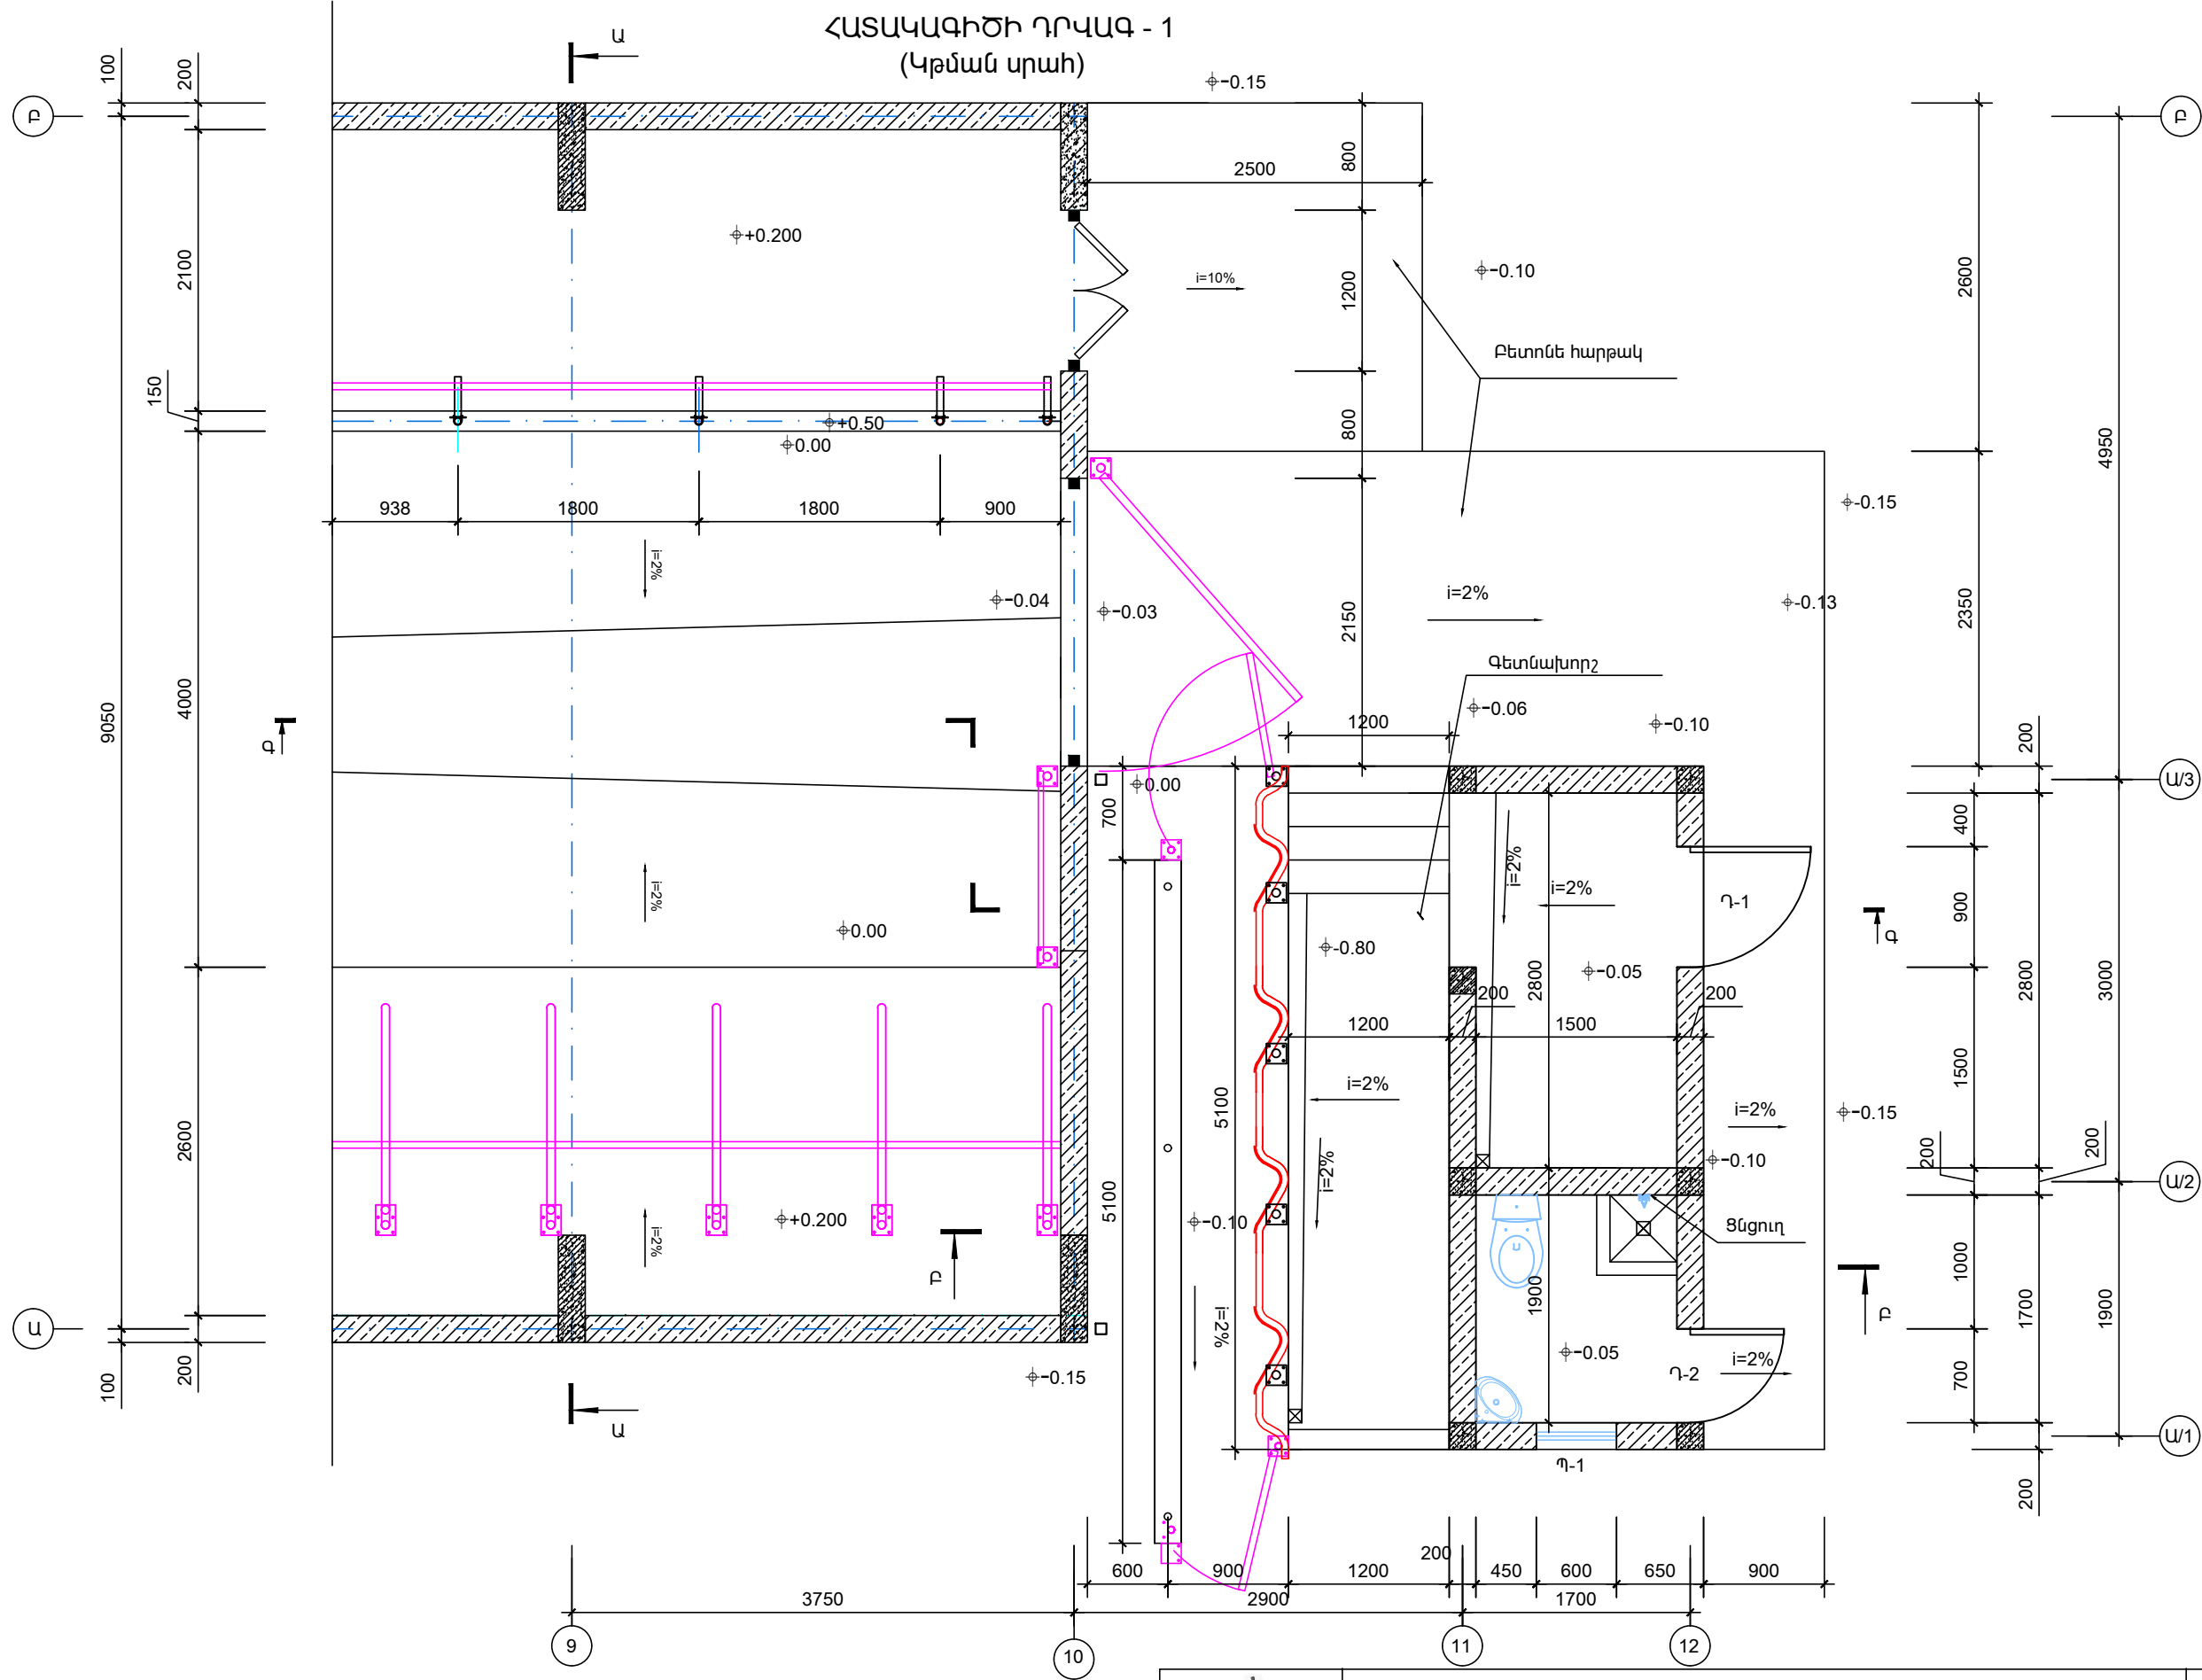 ՀԱՏԱԿԱԳԻԾԻ ԴՐՎԱԳ - 1
(Կթման սրահ)
Ա
-0.15
100
200
Բ
Բ
2500
800
+0.200
2100
i=10%
1200
-0.10
2600
Բետոնե հարթակ
150
+0.50
0.00
800
4950
938
1800
1800
900
-0.15
i=2%
-0.04
-0.03
i=2%
2150
-0.13
2350
Գետնախորշ
4000
9050
-0.06
1200
-0.10
200
Գ
0.00
Ա/3
700
400
i=2%
i=2%
i=2%
Դ-1
900
0.00
-0.80
Գ
-0.05
2800
200
200
2800
3000
1200
1500
1500
i=2%
5100
i=2%
-0.15
2600
i=2%
-0.10
200
200
Ա/2
5100
+0.200
-0.10
Ցնցուղ
i=2%
1000
Բ
1900
1700
1900
Բ
Ա
i=2%
-0.05
i=2%
Դ-2
700
100
200
-0.15
Ա
Ա/1
Պ-1
200
600
900
1200
200
450
600
650
900
3750
2900
1700
9
10
11
12